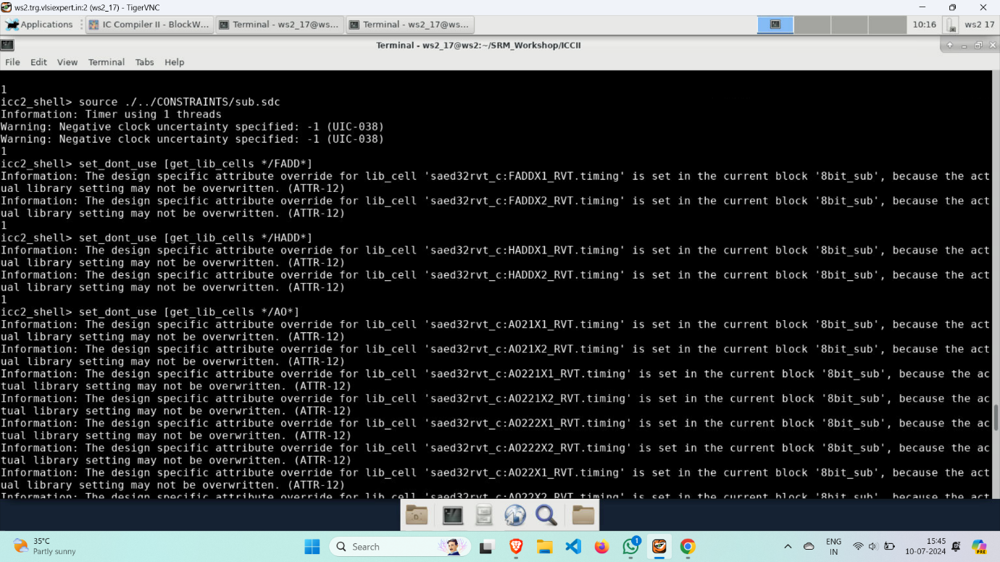 ws2.trg.vlsiexpert.in:2 (ws2_17) - TigerVNC
Applications
IC Compiler II - BlockW...
Terminal - ws2_17@ws...
Terminal - ws2_17@ws...
10:16
ws2 17
Terminal - ws2_17@ws2:~/SRM_Workshop/ICCII
File Edit View Terminal Tabs Help
1
icc2_shell> source ./../CONSTRAINTS/sub.sdc
Information: Timer using 1 threads
Warning: Negative clock uncertainty specified: -1 (UIC-038)
Warning: Negative clock uncertainty specified: -1 (UIC-038)
1
icc2_shell> set_dont_use [get_lib_cells */FADD*]
Information: The design specific attribute override for lib_cell 'saed32rvt_c:FADDX1_RVT.timing' is set in the current block '8bit_sub', because the act
ual library setting may not be overwritten. (ATTR-12)
Information: The design specific attribute override for lib_cell 'saed32rvt_c:FADDX2_RVT.timing' is set in the current block '8bit_sub', because the act
ual library setting may not be overwritten. (ATTR-12)
1
icc2_shell> set_dont_use [get_lib_cells */HADD*]
Information: The design specific attribute override for lib_cell 'saed32rvt_c:HADDX1_RVT.timing' is set in the current block '8bit_sub', because the act
ual library setting may not be overwritten. (ATTR-12)
Information: The design specific attribute override for lib_cell 'saed32rvt_c:HADDX2_RVT.timing' is set in the current block '8bit_sub', because the act
ual library setting may not be overwritten. (ATTR-12)
1
icc2_shell> set_dont_use [get_lib_cells */AO*]
Information: The design specific attribute override for lib_cell 'saed32rvt_c:AO21X1_RVT.timing' is set in the current block '8bit_sub', because the act
ual library setting may not be overwritten. (ATTR-12)
Information: The design specific attribute override for lib_cell 'saed32rvt_c:AO21X2_RVT.timing' is set in the current block '8bit_sub', because the act
ual library setting may not be overwritten. (ATTR-12)
Information: The design specific attribute override for lib_cell 'saed32rvt_c:AO221X1_RVT.timing' is set in the current block '8bit_sub', because the ac
tual library setting may not be overwritten. (ATTR-12)
Information: The design specific attribute override for lib_cell 'saed32rvt_c:AO221X2_RVT.timing' is set in the current block '8bit_sub', because the ac
tual library setting may not be overwritten. (ATTR-12)
Information: The design specific attribute override for lib_cell 'saed32rvt_c:AO222X1_RVT.timing' is set in the current block '8bit_sub', because the ac
tual library setting may not be overwritten. (ATTR-12)
Information: The design specific attribute override for lib_cell 'saed32rvt_c:AO222X2_RVT.timing' is set in the current block '8bit_sub', because the ac
tual library setting may not be overwritten. (ATTR-12)
Information: The design specific attribute override for lib_cell 'saed32rvt_c:AO22X1_RVT.timing' is set in the current block '8bit_sub', because the act
ual library setting may not be overwritten. (ATTR-12)
Information: The design specific attribute override for lib_cell 'saed32rvt_c:AO22X2_RVT.timing' is set in the current block '8bit_sub', because the act
35°C
Partly sunny
Search
1
ENG
IN
15:45
10-07-2024
PRE